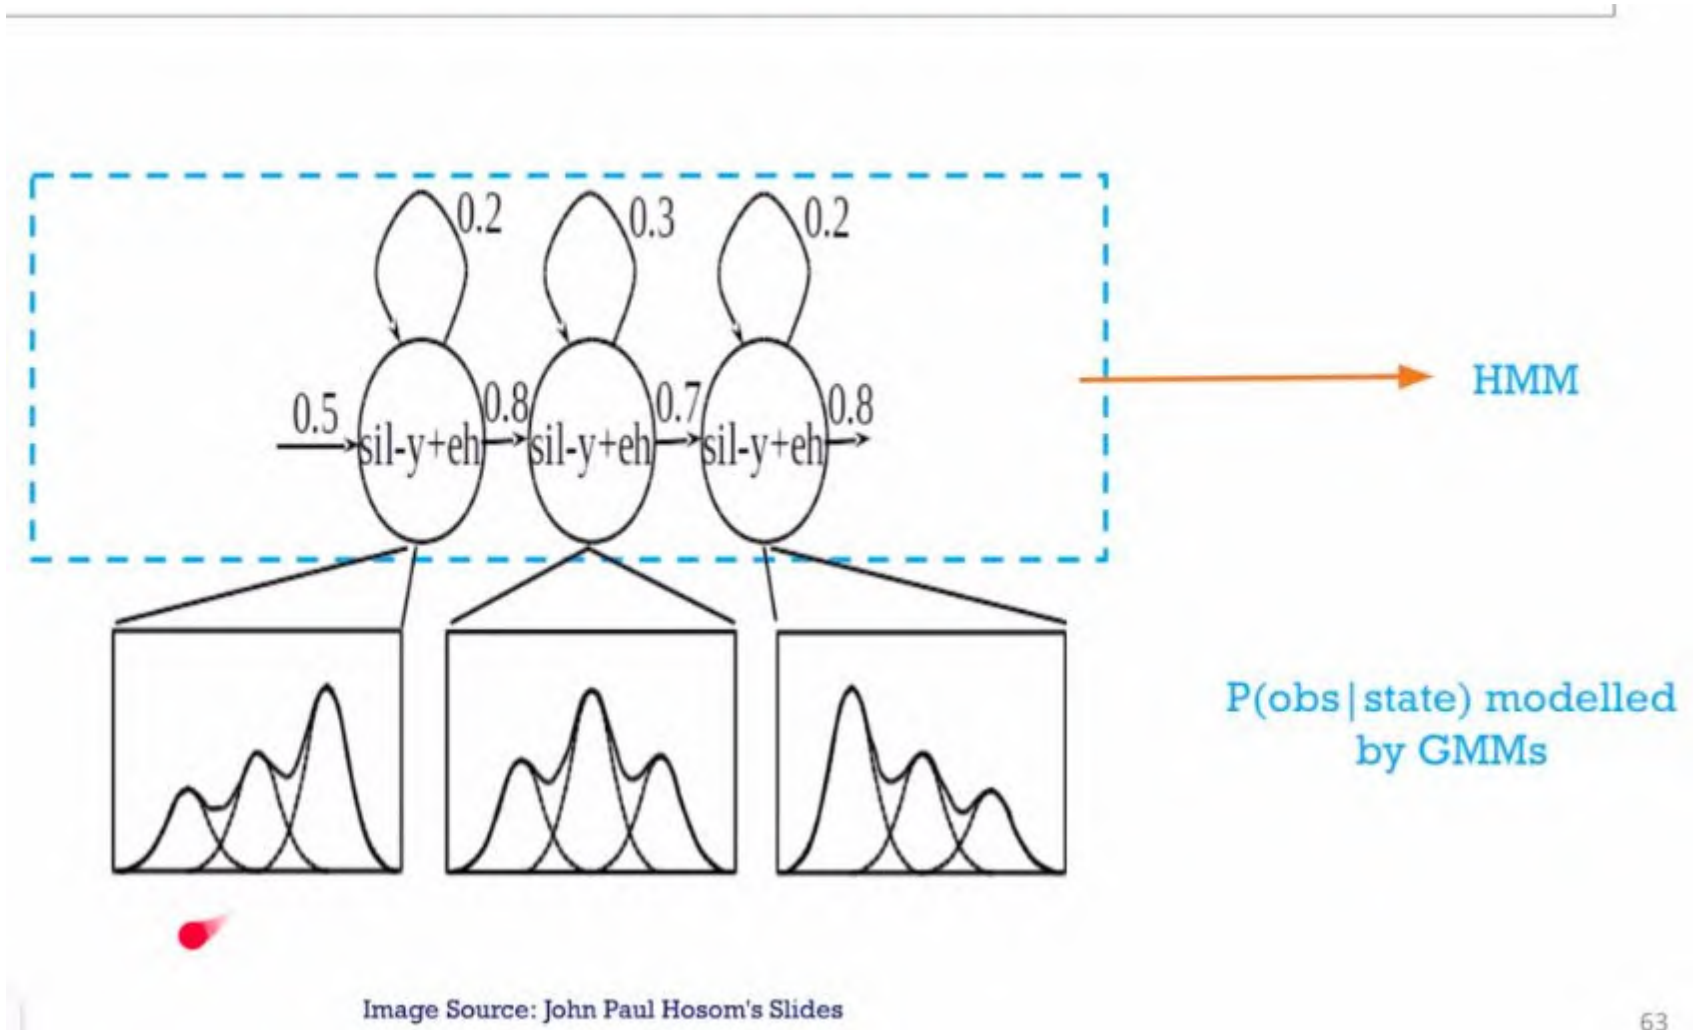 0.2 0.3 0.2
0.5 0.8 0.7 0.8
sil-y+eh sil-y+eh sil-y+eh
HMM
P(obs|state) modelled
by GMMs
Image Source: John Paul Hosom's Slides
63